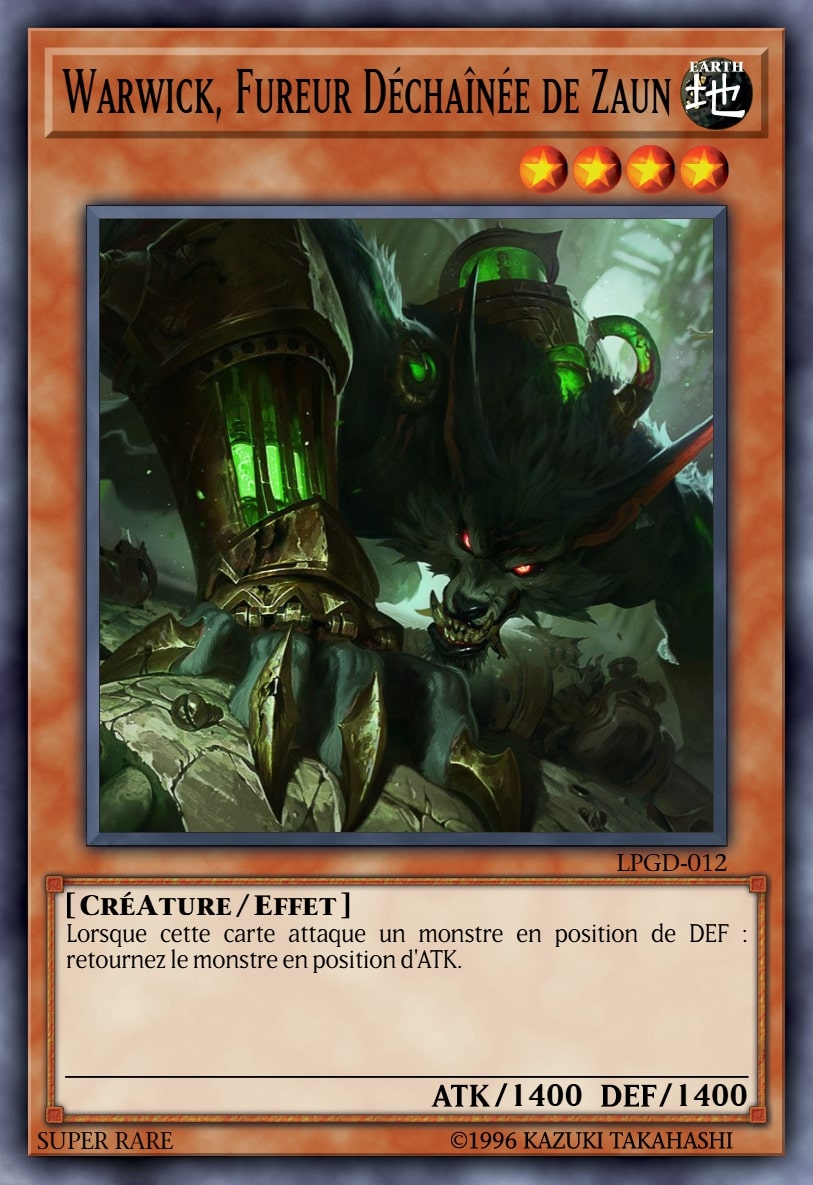 Warwick, Fureur Déchaînée de Zaun
EARTH
地
LPGD-012
[CRÉATURE/EFFET]
Lorsque cette carte attaque un monstre en position de DEF :
retournez le monstre en position d'ATK.
ATK/1400 DEF/1400
SUPER RARE
©1996 KAZUKI TAKAHASHI